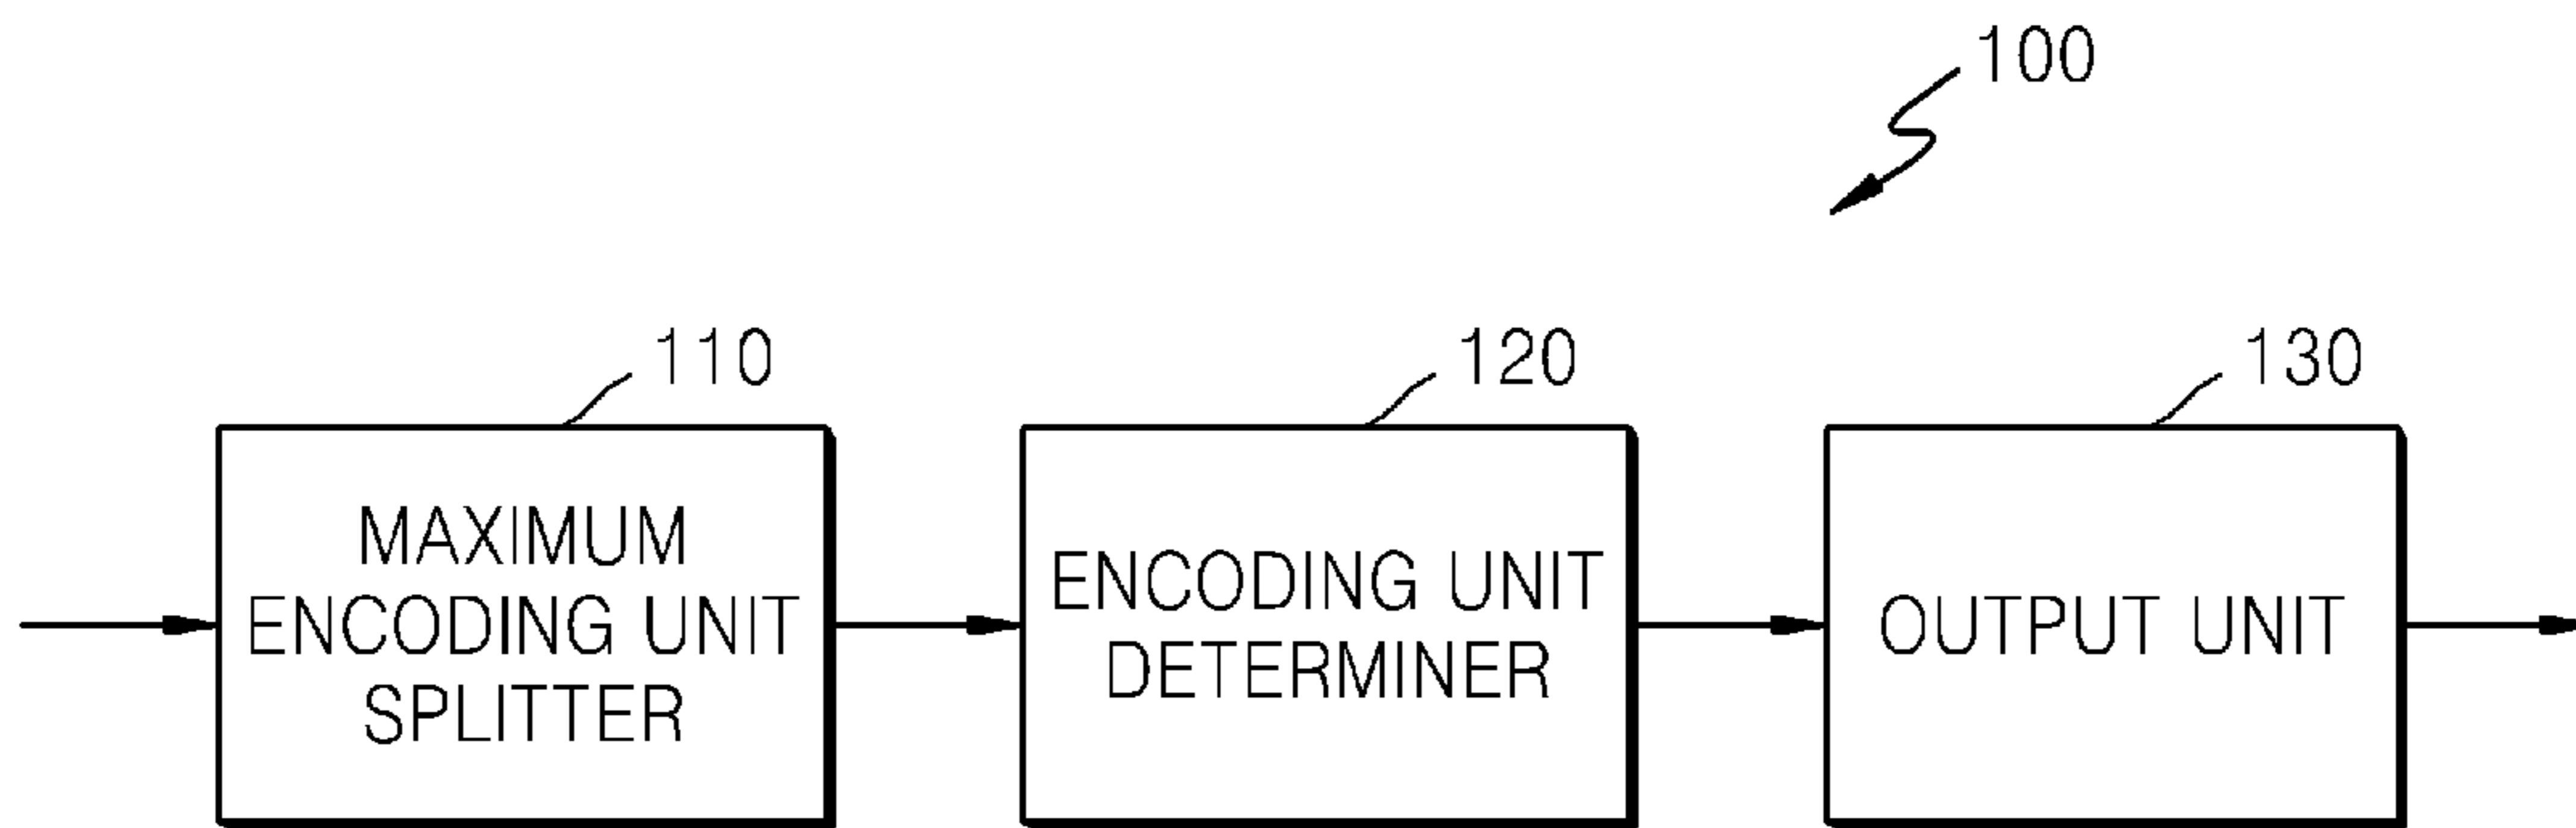 100
110
120
130
MAXIMUM
ENCODING UNIT
SPLITTER
ENCODING UNIT
DETERMINER
OUTPUT UNIT